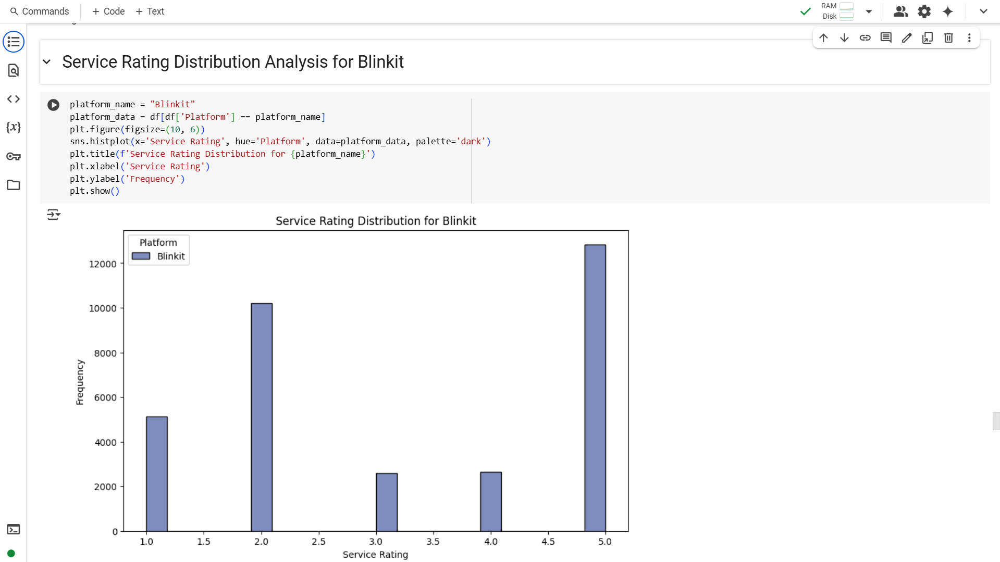 Commands + Code + Text
RAM
Disk
Service Rating Distribution Analysis for Blinkit
platform_name = "Blinkit"
platform_data = df[df['Platform'] == platform_name]
plt.figure(figsize=(10, 6))
sns.histplot(x='Service Rating', hue='Platform', data=platform_data, palette='dark')
plt.title(f'Service Rating Distribution for {platform_name}')
plt.xlabel('Service Rating')
plt.ylabel('Frequency')
plt.show()
{x}
Service Rating Distribution for Blinkit
Platform
Blinkit
12000
10000
8000
6000
4000
2000
0
Frequency
1.0 1.5 2.0 2.5 3.0 3.5 4.0 4.5 5.0
Service Rating